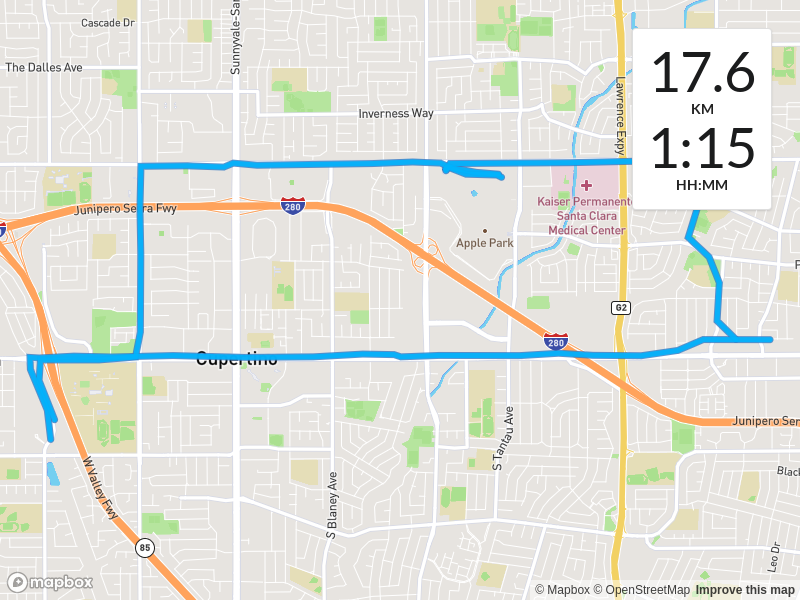 Cascade Dr
Sunnyvale-Sar
The Dalles Ave
Inverness Way
Lawrence Expy
17.6
KM
1:15
HH:MM
Kaiser Permanente
Santa Clara
Medical Center
Junipero Serra Fwy
280
Apple Park
G2
280
Cupertino
Junipero Ser
W Valley Fwy
S Blaney Ave
S Tantau Ave
Black
85
Leo Dr
mapbox
© Mapbox © OpenStreetMap Improve this map